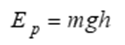 E_p = mgh